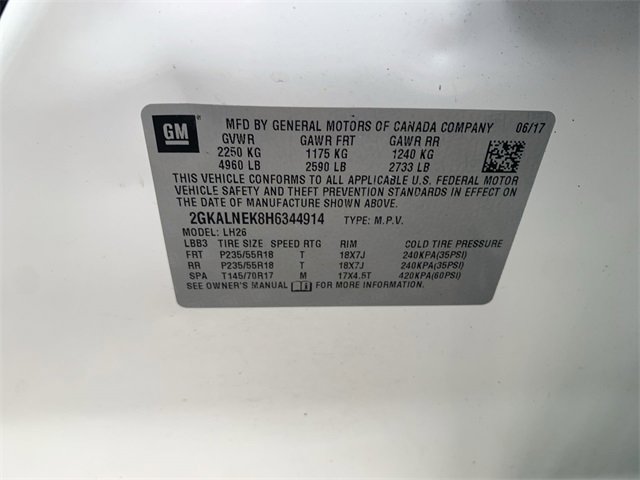 GM
MFD BY GENERAL MOTORS OF CANADA COMPANY 06/17
GVWR GAWR FRT GAWR RR
2250 KG 1175 KG 1240 KG
4960 LB 2590 LB 2733 LB
THIS VEHICLE CONFORMS TO ALL APPLICABLE U.S. FEDERAL MOTOR
VEHICLE SAFETY AND THEFT PREVENTION STANDARDS IN EFFECT ON
THE DATE OF MANUFACTURE SHOWN ABOVE.
2GKALNEK8H6344914 TYPE: M.P.V.
MODEL: LH26
LBB3 TIRE SIZE SPEED RTG RIM COLD TIRE PRESSURE
FRT P235/55R18 T 18X7J 240KPA(35PSI)
RR P235/55R18 T 18X7J 240KPA(35PSI)
SPA T145/70R17 M 17X4.5T 420KPA(60PSI)
SEE OWNER'S MANUAL FOR MORE INFORMATION.